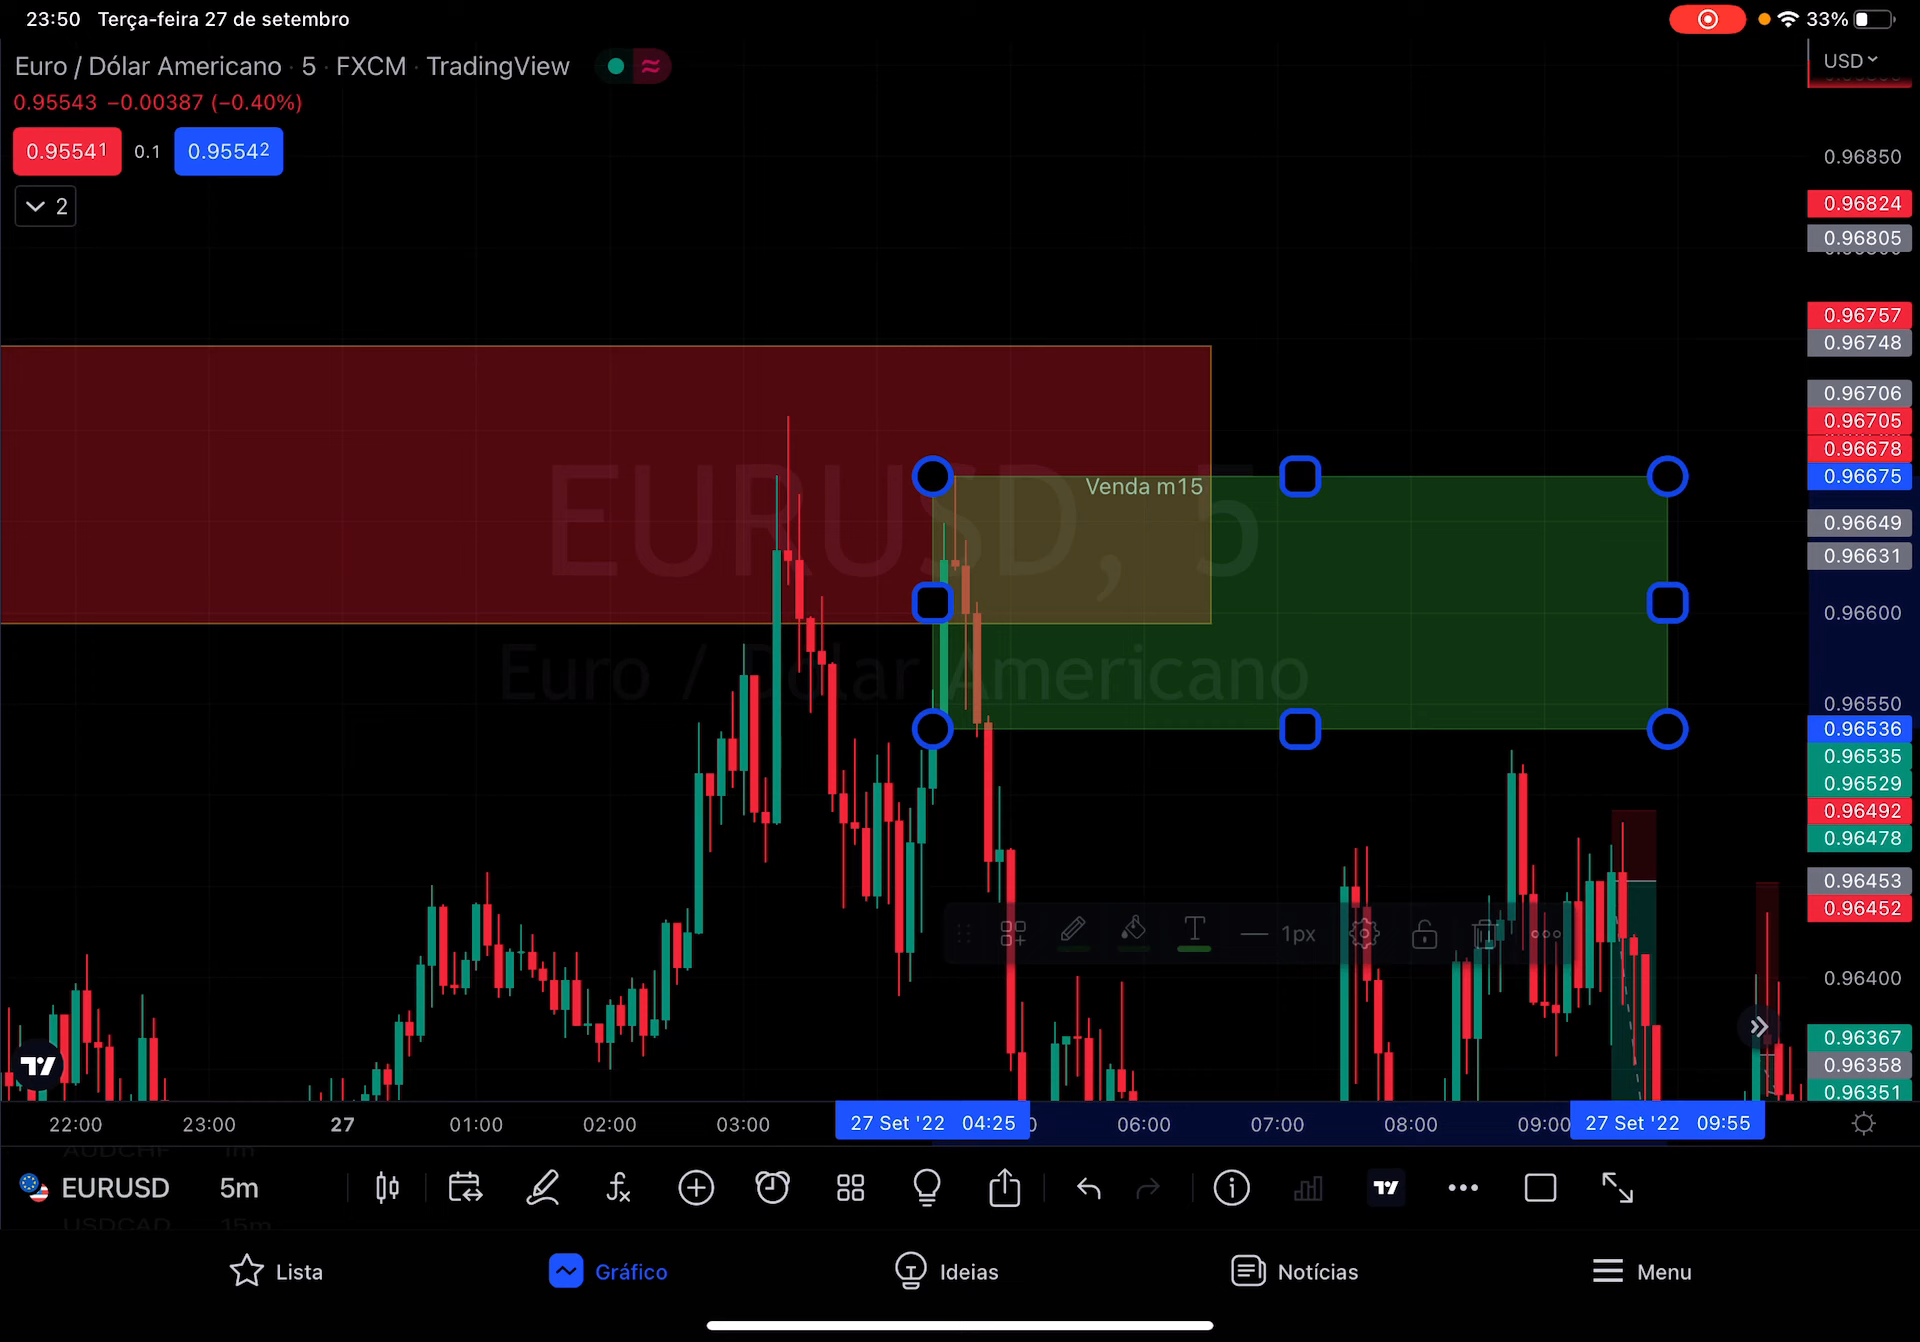 23:50 Terça-feira 27 de setembro
33%
Euro / Dólar Americano · 5 · FXCM · TradingView
0.95543 −0.00387 (−0.40%)
0.95541 0.1 0.95542
2
USD
0.96850
0.96824
0.96805
0.96757
0.96748
0.96706
0.96705
0.96678
0.96675
0.96649
0.96631
0.96600
0.96550
0.96536
0.96535
0.96529
0.96492
0.96478
0.96453
0.96452
0.96400
0.96367
0.96358
0.96351
Venda m15
EURUSD, 5
Euro / Dólar Americano
T 1px
22:00 23:00 27 01:00 02:00 03:00 27 Set '22 04:25 06:00 07:00 08:00 09:00 27 Set '22 09:55
AUDCHF 1m
EURUSD 5m
USDCAD 15m
Lista Gráfico Ideias Notícias Menu